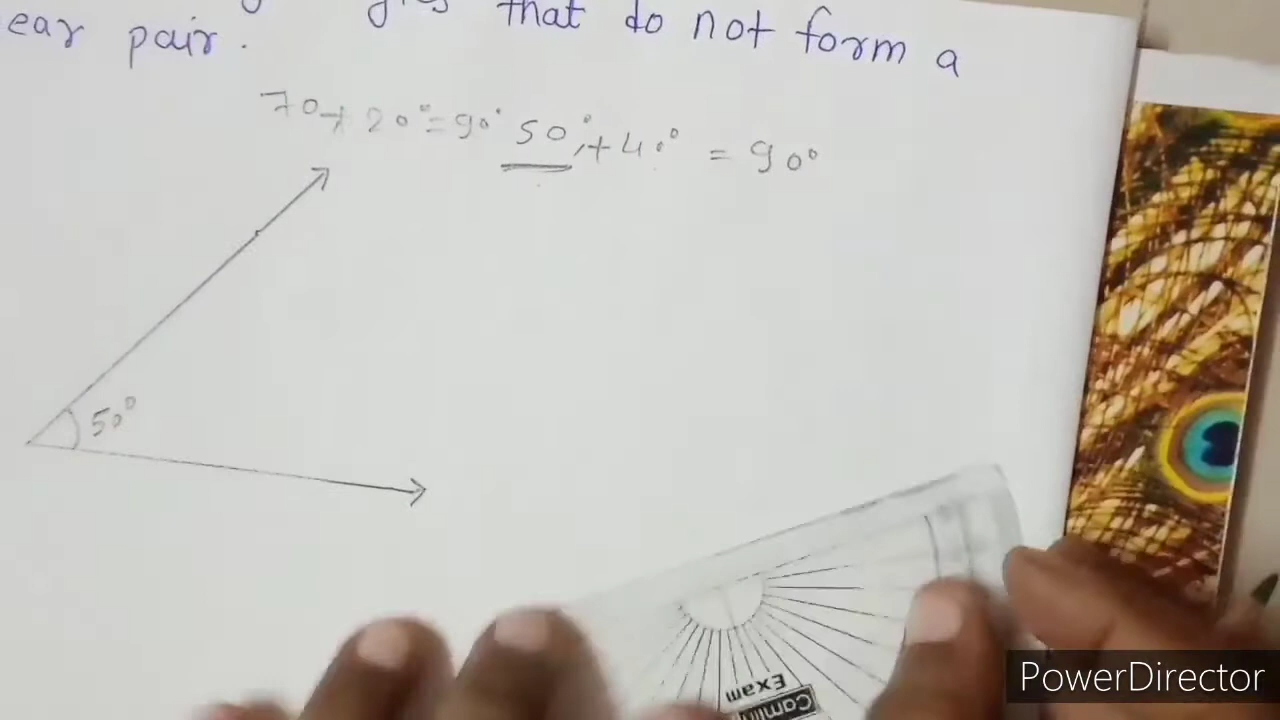 that do not form a
ear pair.
70 + 20° = 90° 50° + 40° = 90°
50°
Exam
PowerDirector